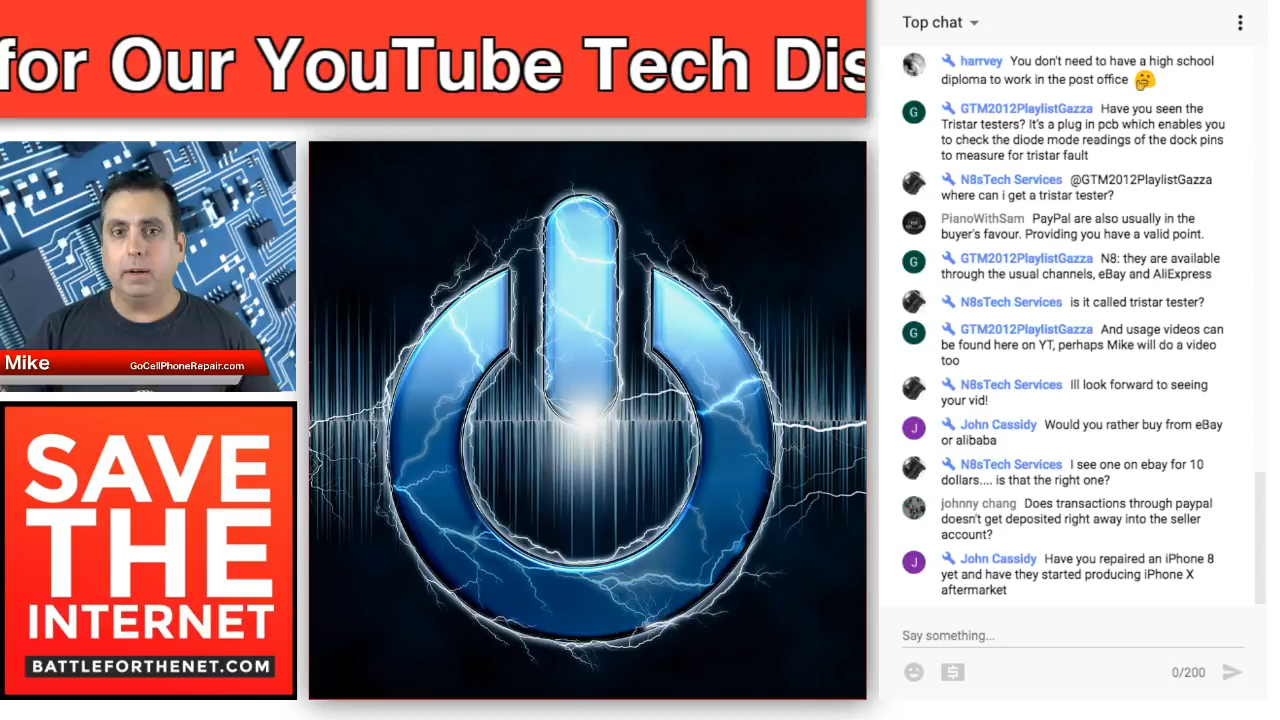 for Our YouTube Tech Dis
Mike
GoCellPhoneRepair.com
SAVE
THE
INTERNET
BATTLEFORTHENET.COM
Top chat
harrvey You don't need to have a high school
diploma to work in the post office 🤔
G
GTM2012PlaylistGazza Have you seen the
Tristar testers? It's a plug in pcb which enables you
to check the diode mode readings of the dock pins
to measure for tristar fault
N8sTech Services @GTM2012PlaylistGazza
where can i get a tristar tester?
PianoWithSam PayPal are also usually in the
buyer's favour. Providing you have a valid point.
G
GTM2012PlaylistGazza N8: they are available
through the usual channels, eBay and AliExpress
N8sTech Services is it called tristar tester?
G
GTM2012PlaylistGazza And usage videos can
be found here on YT, perhaps Mike will do a video
too
N8sTech Services Ill look forward to seeing
your vid!
J
John Cassidy Would you rather buy from eBay
or alibaba
N8sTech Services I see one on ebay for 10
dollars.... is that the right one?
johnny chang Does transactions through paypal
doesn't get deposited right away into the seller
account?
J
John Cassidy Have you repaired an iPhone 8
yet and have they started producing iPhone X
aftermarket
Say something...
0/200